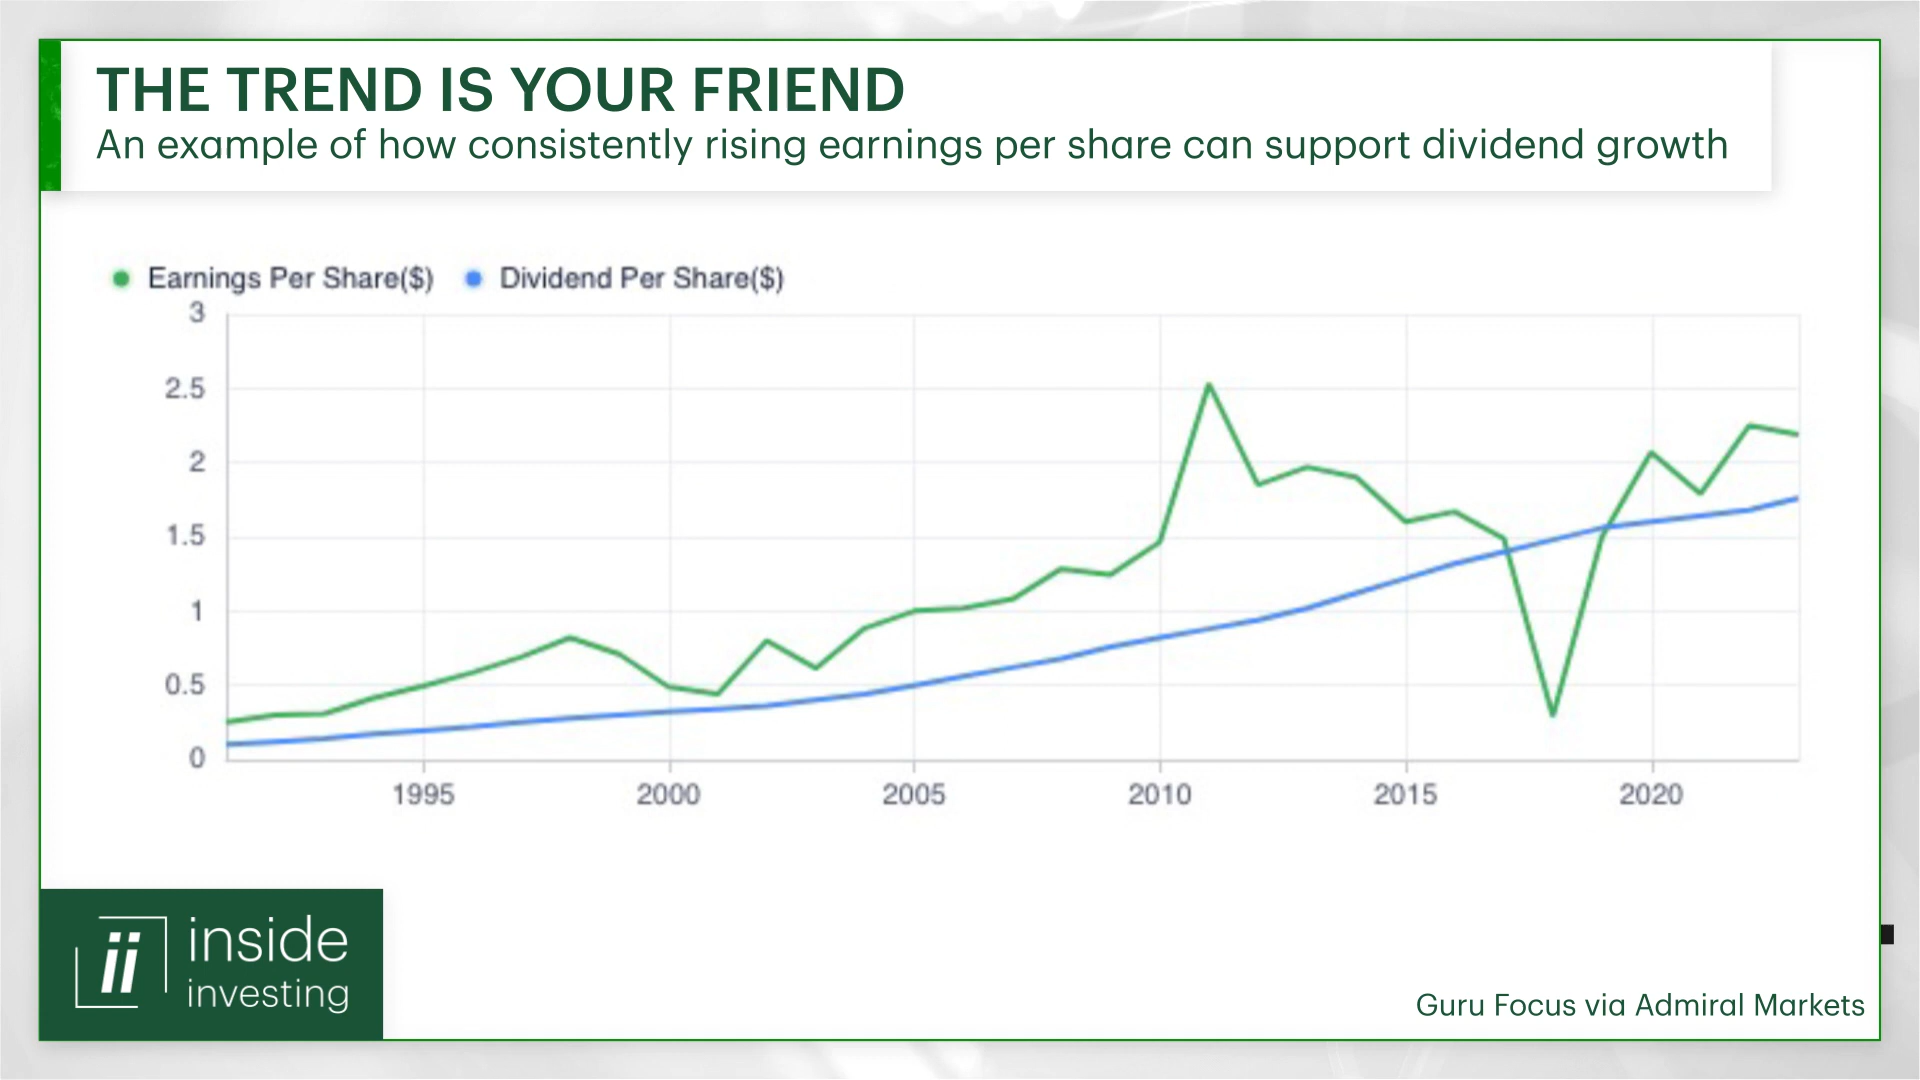 THE TREND IS YOUR FRIEND
An example of how consistently rising earnings per share can support dividend growth
Earnings Per Share($) Dividend Per Share($)
3
2.5
2
1.5
1
0.5
0
1995 2000 2005 2010 2015 2020
ii inside
investing
Guru Focus via Admiral Markets